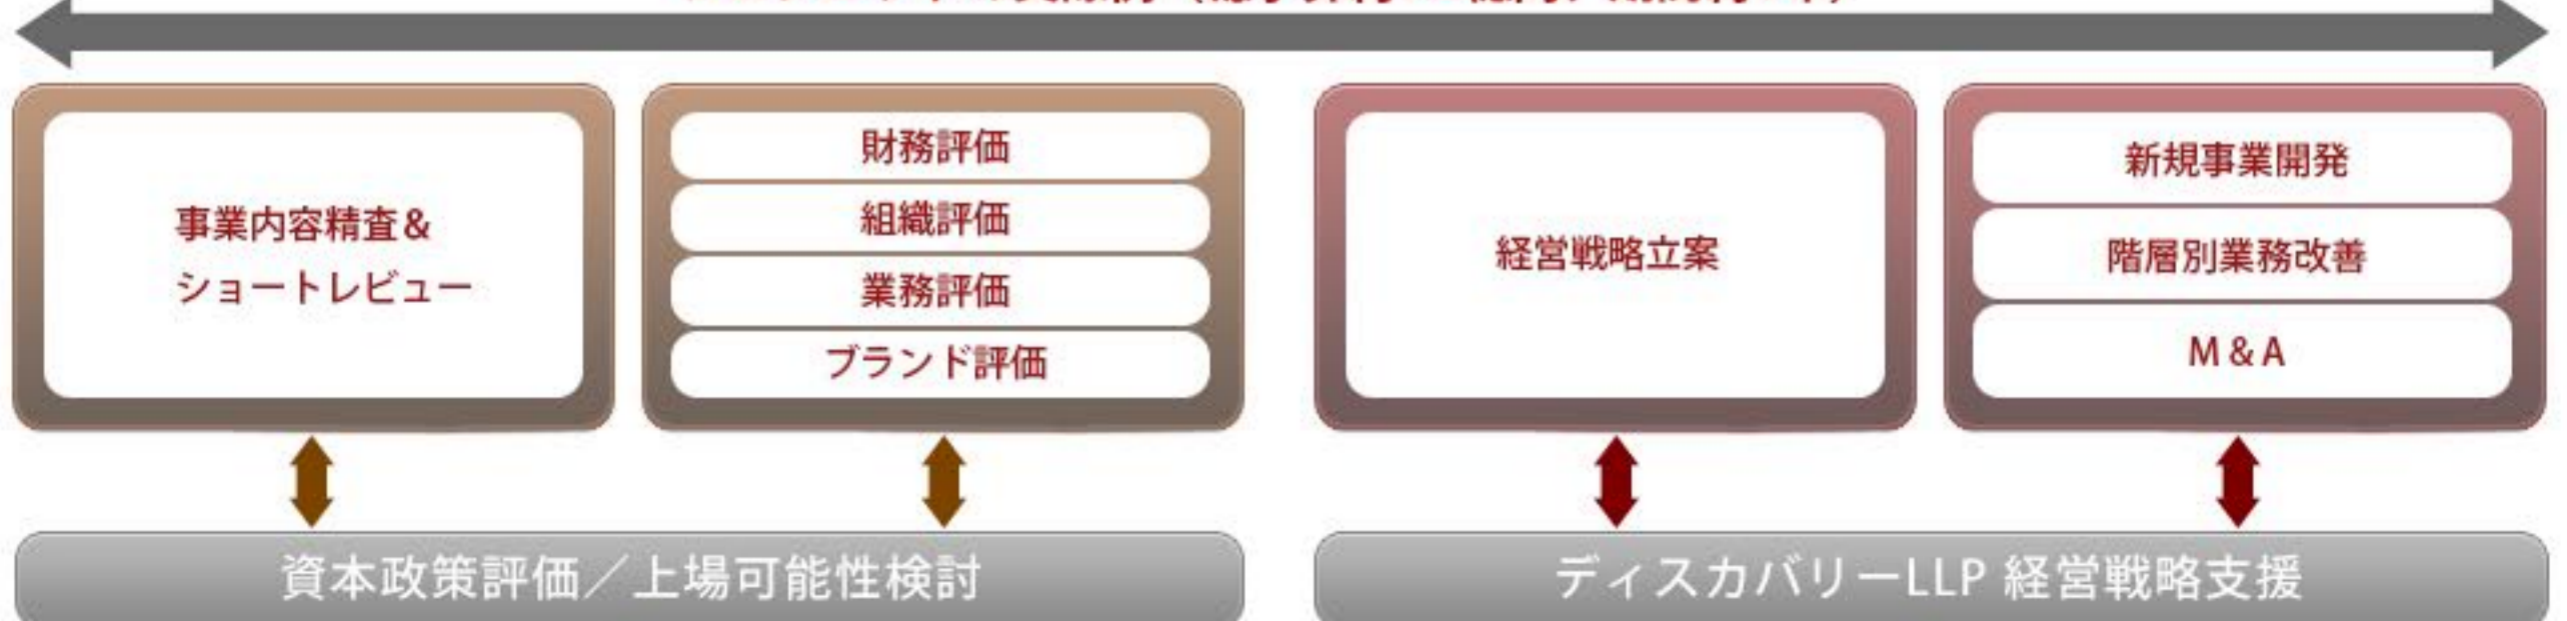 事業内容精査&
ショートレビュー
財務評価
組織評価
業務評価
ブランド評価
経営戦略立案
新規事業開発
階層別業務改善
M&A
資本政策評価／上場可能性検討
ディスカバリーLLP 経営戦略支援